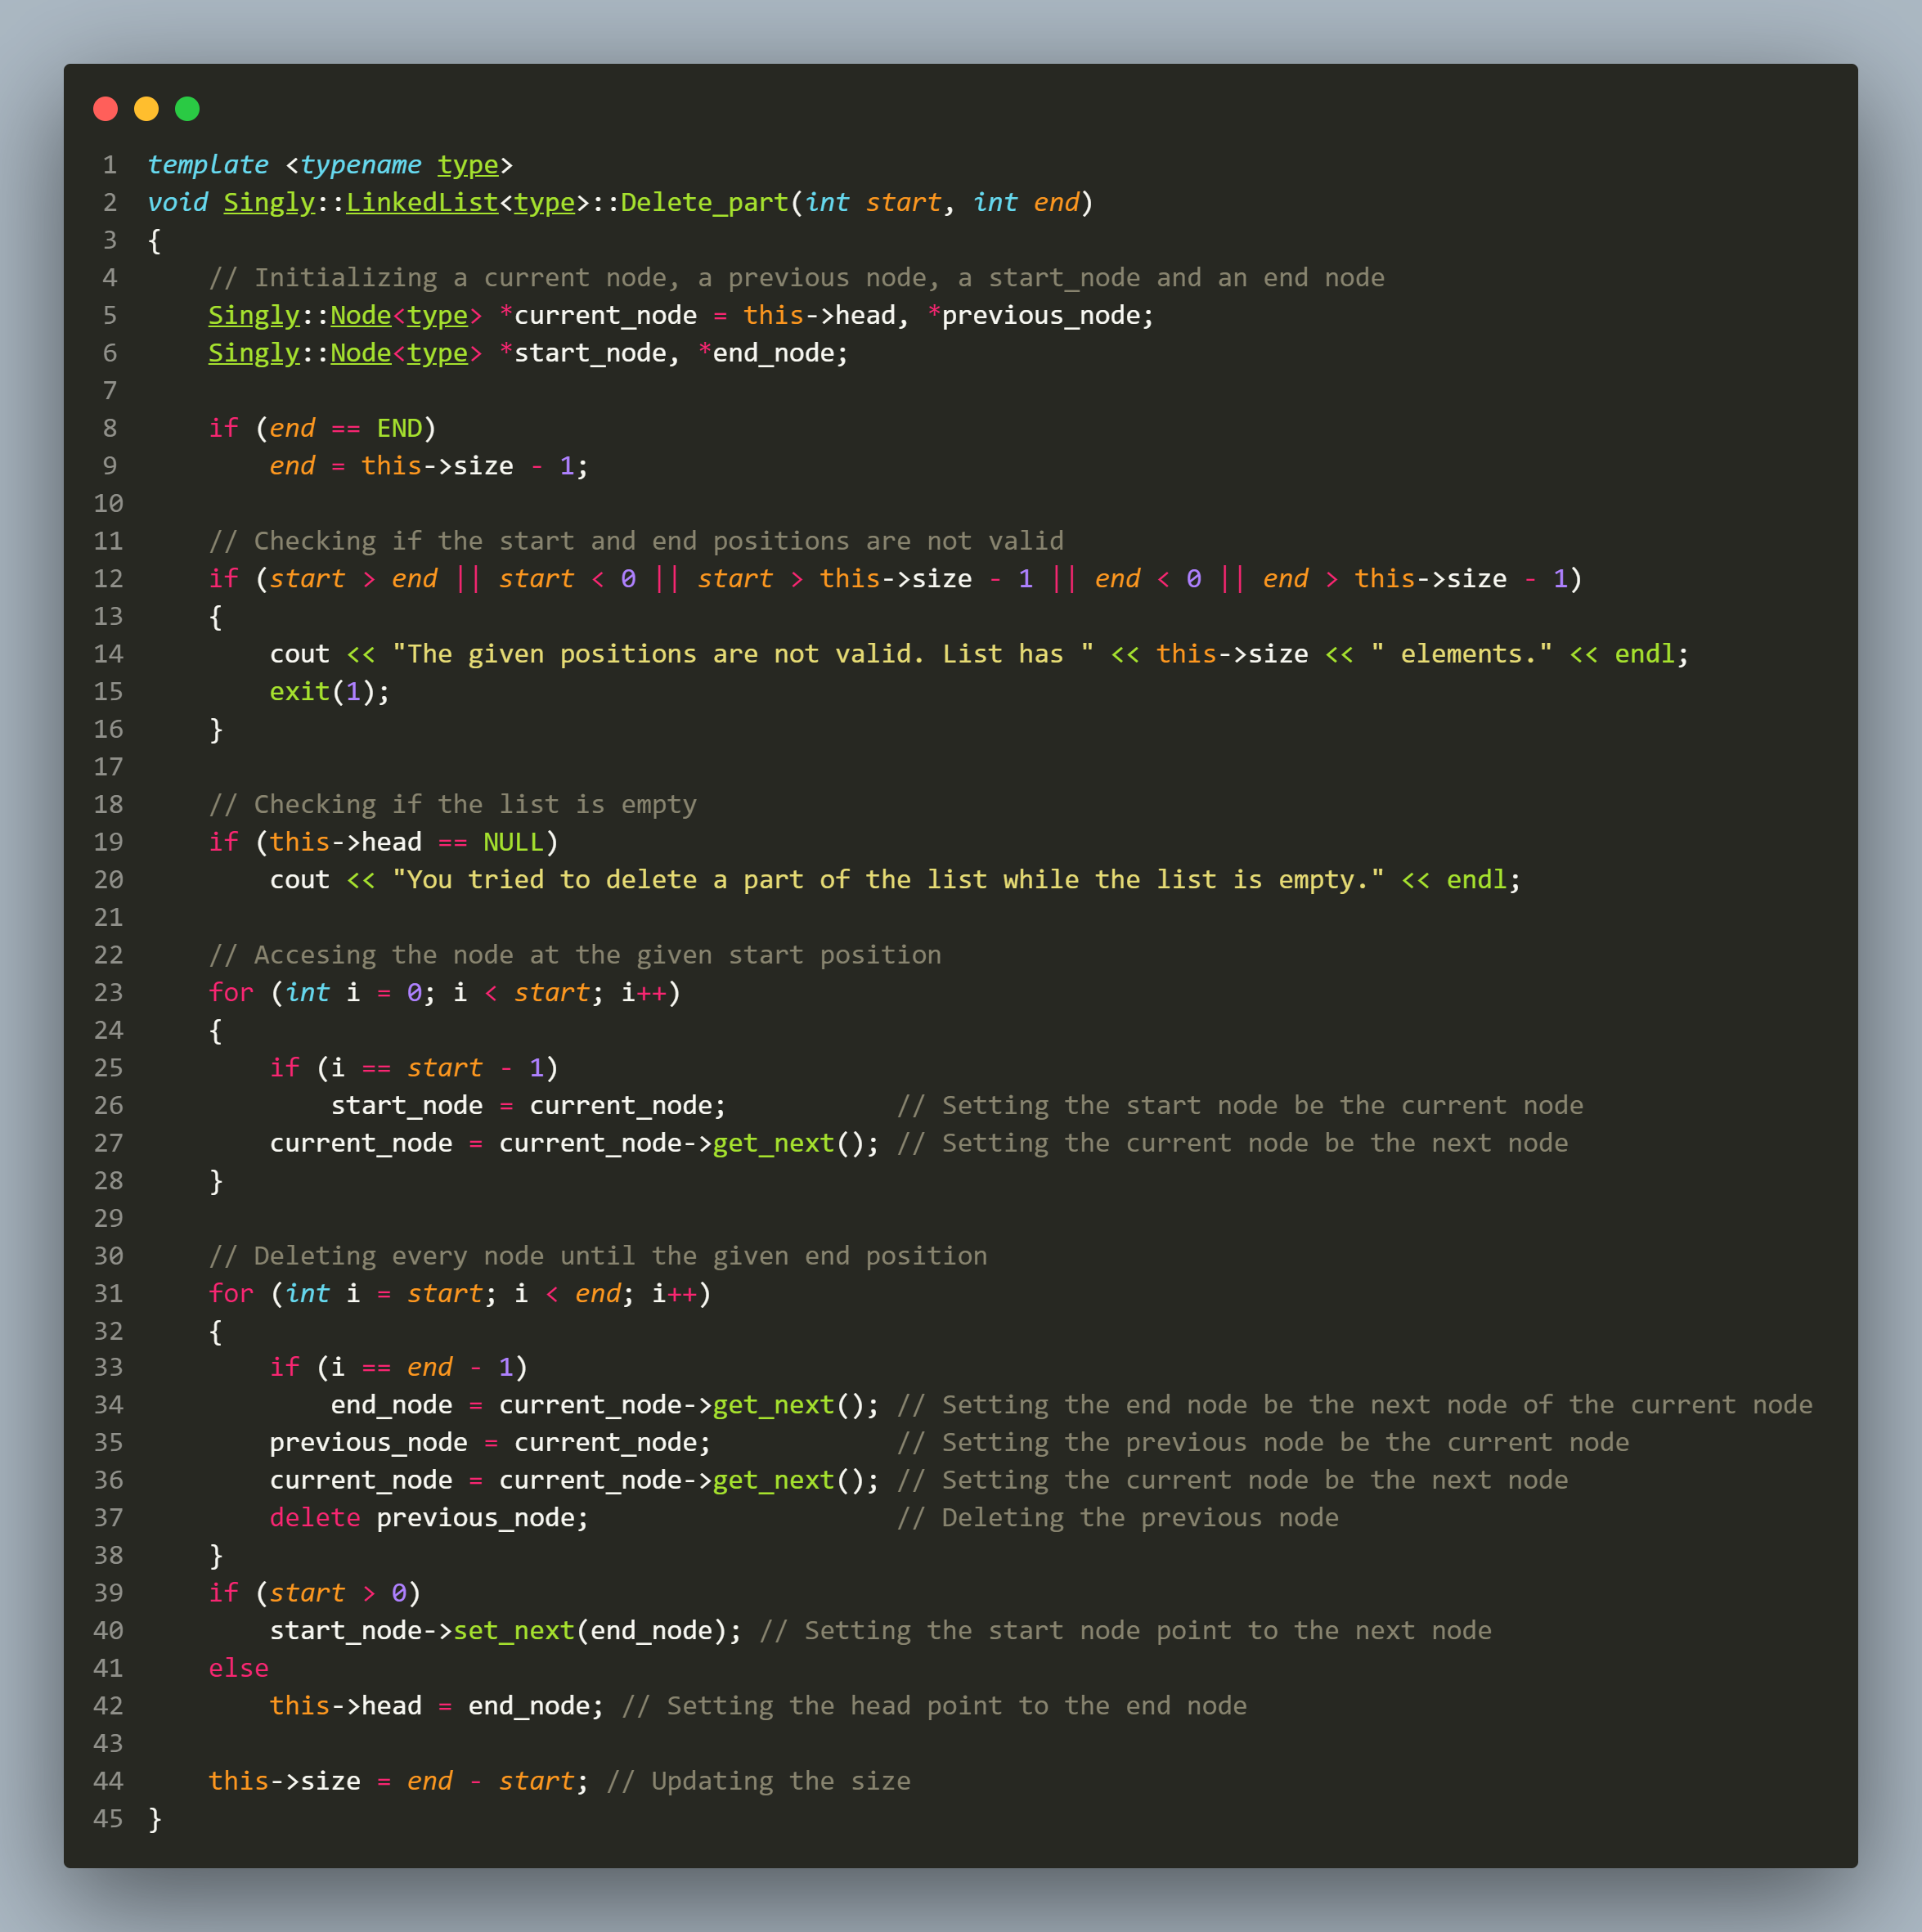 1 template <typename type>
2 void Singly::LinkedList<type>::Delete_part(int start, int end)
3 {
4     // Initializing a current node, a previous node, a start_node and an end node
5     Singly::Node<type> *current_node = this->head, *previous_node;
6     Singly::Node<type> *start_node, *end_node;
7
8     if (end == END)
9         end = this->size - 1;
10
11     // Checking if the start and end positions are not valid
12     if (start > end || start < 0 || start > this->size - 1 || end < 0 || end > this->size - 1)
13     {
14         cout << "The given positions are not valid. List has " << this->size << " elements." << endl;
15         exit(1);
16     }
17
18     // Checking if the list is empty
19     if (this->head == NULL)
20         cout << "You tried to delete a part of the list while the list is empty." << endl;
21
22     // Accesing the node at the given start position
23     for (int i = 0; i < start; i++)
24     {
25         if (i == start - 1)
26             start_node = current_node;           // Setting the start node be the current node
27         current_node = current_node->get_next(); // Setting the current node be the next node
28     }
29
30     // Deleting every node until the given end position
31     for (int i = start; i < end; i++)
32     {
33         if (i == end - 1)
34             end_node = current_node->get_next(); // Setting the end node be the next node of the current node
35         previous_node = current_node;            // Setting the previous node be the current node
36         current_node = current_node->get_next(); // Setting the current node be the next node
37         delete previous_node;                    // Deleting the previous node
38     }
39     if (start > 0)
40         start_node->set_next(end_node); // Setting the start node point to the next node
41     else
42         this->head = end_node; // Setting the head point to the end node
43
44     this->size = end - start; // Updating the size
45 }